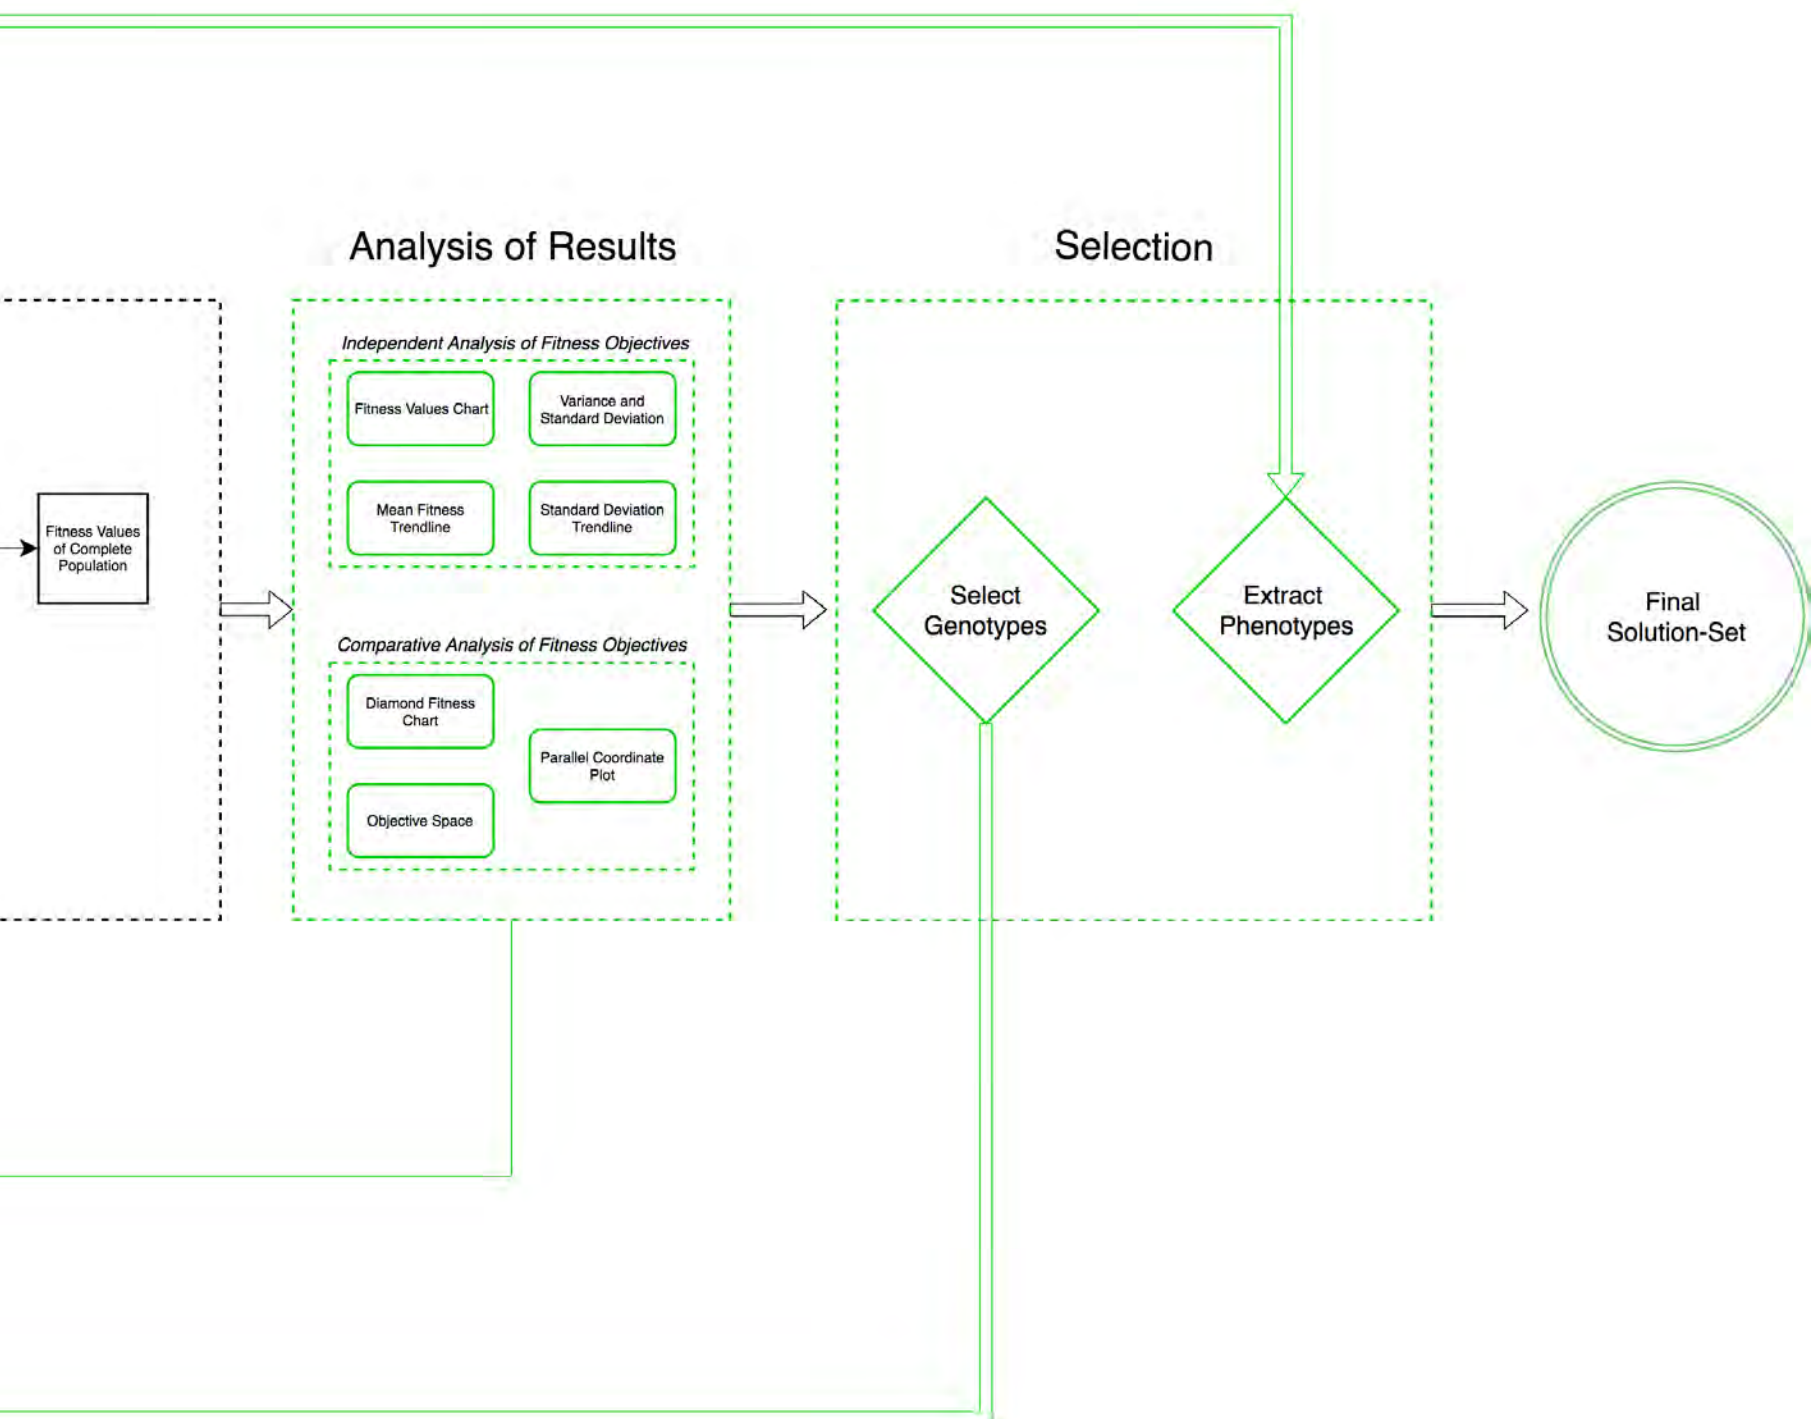 Analysis of Results
Selection
Independent Analysis of Fitness Objectives
Fitness Values Chart
Variance and
Standard Deviation
Mean Fitness
Trendline
Standard Deviation
Trendline
Fitness Values
of Complete
Population
Comparative Analysis of Fitness Objectives
Diamond Fitness
Chart
Parallel Coordinate
Plot
Objective Space
Select
Genotypes
Extract
Phenotypes
Final
Solution-Set